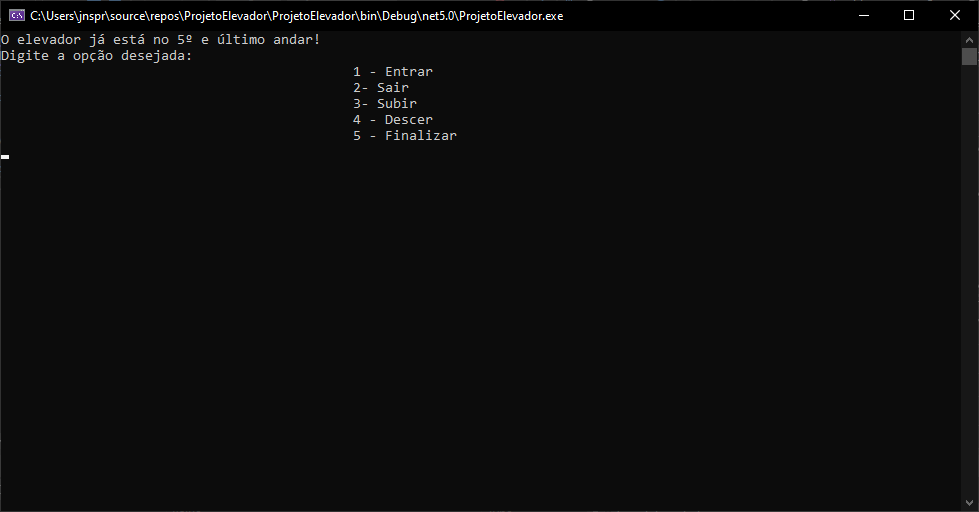 C:\Users\jnspr\source\repos\ProjetoElevador\ProjetoElevador\bin\Debug\net5.0\ProjetoElevador.exe
O elevador já está no 5º e último andar!
Digite a opção desejada:
1 - Entrar
2- Sair
3- Subir
4 - Descer
5 - Finalizar